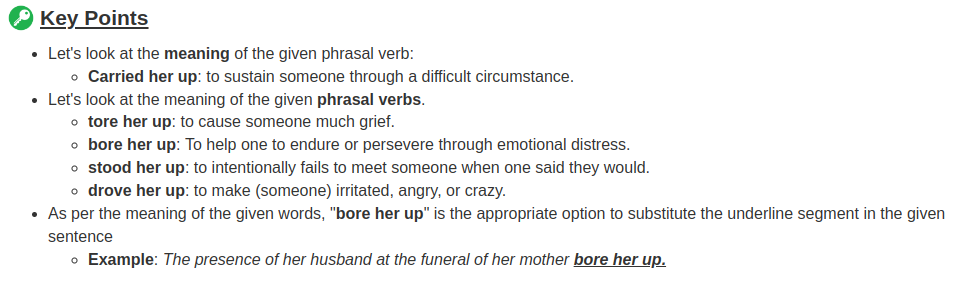 Key Points
Let's look at the meaning of the given phrasal verb:
Carried her up: to sustain someone through a difficult circumstance.
Let's look at the meaning of the given phrasal verbs.
tore her up: to cause someone much grief.
bore her up: To help one to endure or persevere through emotional distress.
stood her up: to intentionally fails to meet someone when one said they would.
drove her up: to make (someone) irritated, angry, or crazy.
As per the meaning of the given words, "bore her up" is the appropriate option to substitute the underline segment in the given
sentence
Example: The presence of her husband at the funeral of her mother bore her up.